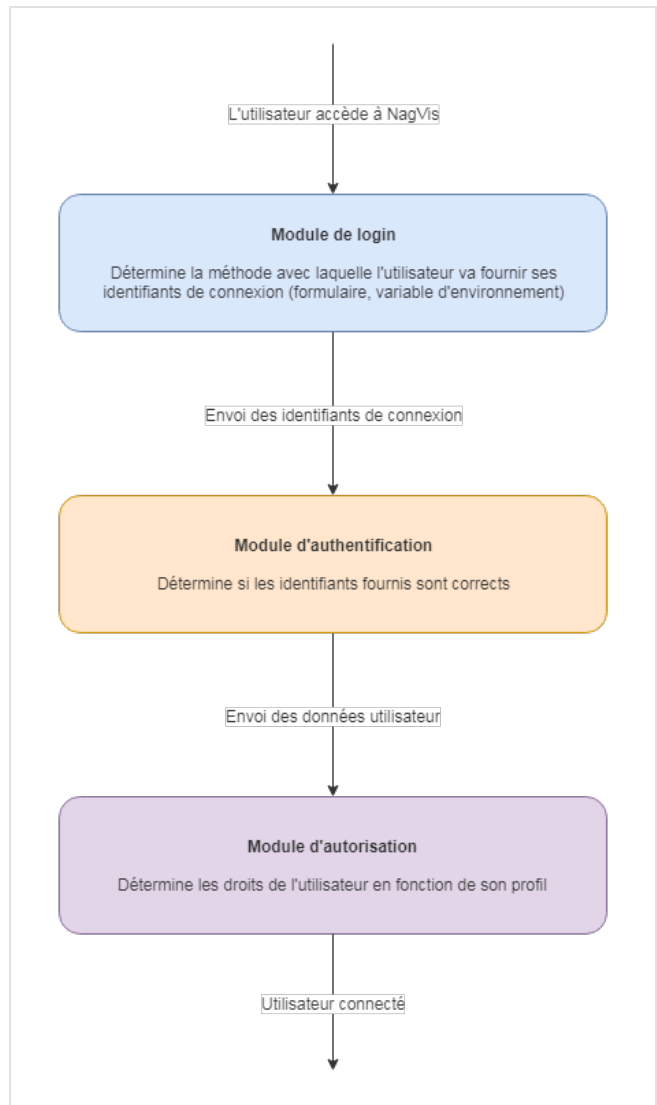 L'utilisateur accède à NagVis
Module de login
Détermine la méthode avec laquelle l'utilisateur va fournir ses
identifiants de connexion (formulaire, variable d'environnement)
Envoi des identifiants de connexion
Module d'authentification
Détermine si les identifiants fournis sont corrects
Envoi des données utilisateur
Module d'autorisation
Détermine les droits de l'utilisateur en fonction de son profil
Utilisateur connecté